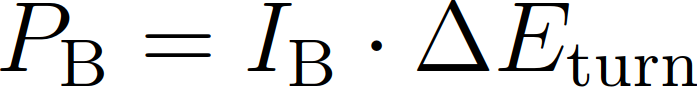 P_B = I_B · ΔE_turn